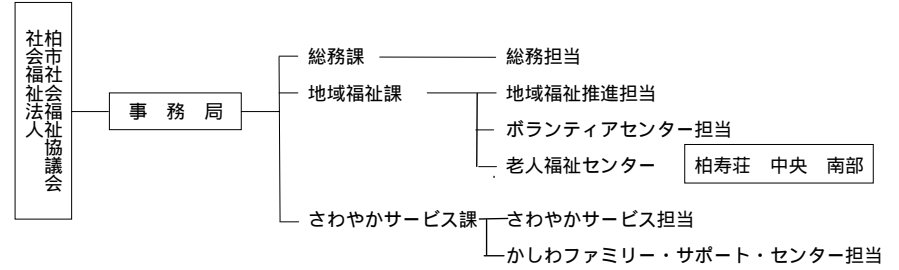 社会福祉法人
柏市社会福祉協議会
事 務 局
総務課
総務担当
地域福祉課
地域福祉推進担当
ボランティアセンター担当
老人福祉センター
柏寿荘 中央 南部
さわやかサービス課
さわやかサービス担当
かしわファミリー・サポート・センター担当